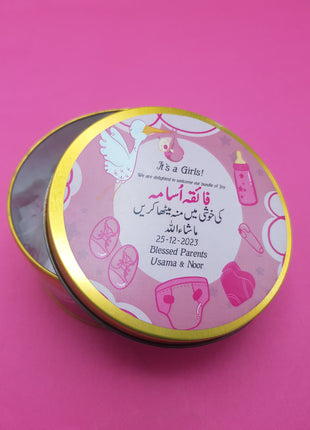 It's a Girls!
We are delighted to welcome our bundle of Joy
فائقہ اُسامہ
کی خوشی میں منہ میٹھا کریں
ماشاءاللہ
25-12-2023
Blessed Parents
Usama & Noor